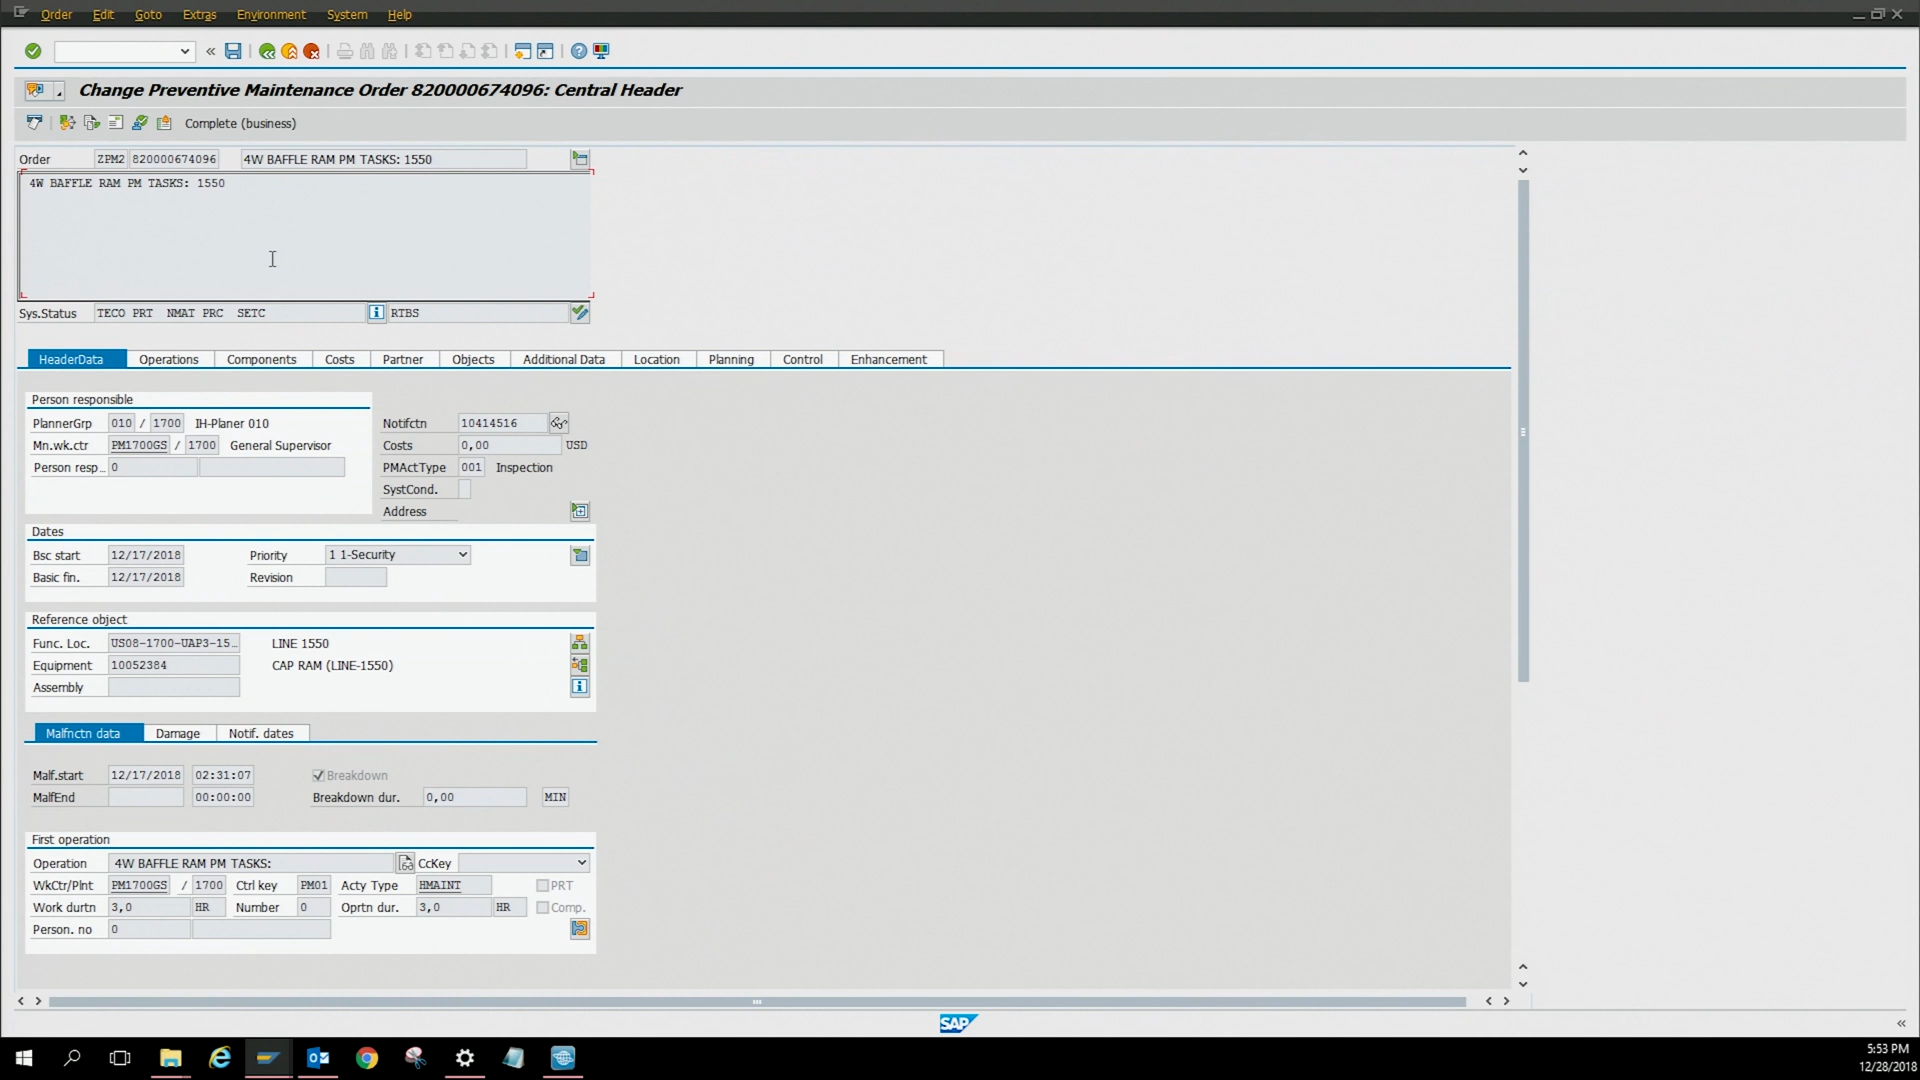 Order Edit Goto Extras Environment System Help
Change Preventive Maintenance Order 820000674096: Central Header
Complete (business)
Order ZPM2 820000674096 4W BAFFLE RAM PM TASKS: 1550
4W BAFFLE RAM PM TASKS: 1550
Sys.Status TECO PRT NMAT PRC SETC RTBS
HeaderData Operations Components Costs Partner Objects Additional Data Location Planning Control Enhancement
Person responsible
PlannerGrp 010 / 1700 IH-Planer 010 Notifctn 10414516
Mn.wk.ctr PM1700GS / 1700 General Supervisor Costs 0,00 USD
Person resp... 0 PMActType 001 Inspection
SystCond.
Address
Dates
Bsc start 12/17/2018 Priority 1 1-Security
Basic fin. 12/17/2018 Revision
Reference object
Func. Loc. US08-1700-UAP3-15... LINE 1550
Equipment 10052384 CAP RAM (LINE-1550)
Assembly
Malfnctn data Damage Notif. dates
Malf.start 12/17/2018 02:31:07 Breakdown
MalfEnd 00:00:00 Breakdown dur. 0,00 MIN
First operation
Operation 4W BAFFLE RAM PM TASKS: CcKey
WkCtr/Plnt PM1700GS / 1700 Ctrl key PM01 Acty Type HMAINT PRT
Work durtn 3,0 HR Number 0 Oprtn dur. 3,0 HR Comp.
Person. no 0
SAP
5:53 PM
12/28/2018